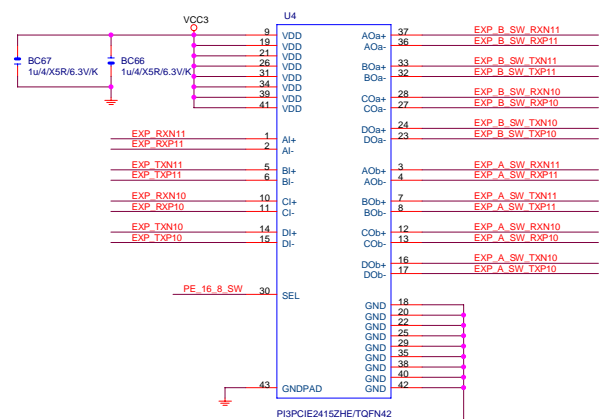 U4
VCC3
BC67
1u/4/X5R/6.3V/K
BC66
1u/4/X5R/6.3V/K
9 VDD
19 VDD
21 VDD
26 VDD
31 VDD
34 VDD
39 VDD
41 VDD
EXP_RXN11 1 AI+
EXP_RXP11 2 AI-
EXP_TXN11 5 BI+
EXP_TXP11 6 BI-
EXP_RXN10 10 CI+
EXP_RXP10 11 CI-
EXP_TXN10 14 DI+
EXP_TXP10 15 DI-
PE_16_8_SW 30 SEL
43 GNDPAD
AOa+ 37 EXP_B_SW_RXN11
AOa- 36 EXP_B_SW_RXP11
BOa+ 33 EXP_B_SW_TXN11
BOa- 32 EXP_B_SW_TXP11
COa+ 28 EXP_B_SW_RXN10
COa- 27 EXP_B_SW_RXP10
DOa+ 24 EXP_B_SW_TXN10
DOa- 23 EXP_B_SW_TXP10
AOb+ 3 EXP_A_SW_RXN11
AOb- 4 EXP_A_SW_RXP11
BOb+ 7 EXP_A_SW_TXN11
BOb- 8 EXP_A_SW_TXP11
COb+ 12 EXP_A_SW_RXN10
COb- 13 EXP_A_SW_RXP10
DOb+ 16 EXP_A_SW_TXN10
DOb- 17 EXP_A_SW_TXP10
GND 18
GND 20
GND 22
GND 25
GND 29
GND 35
GND 38
GND 40
GND 42
PI3PCIE2415ZHE/TQFN42